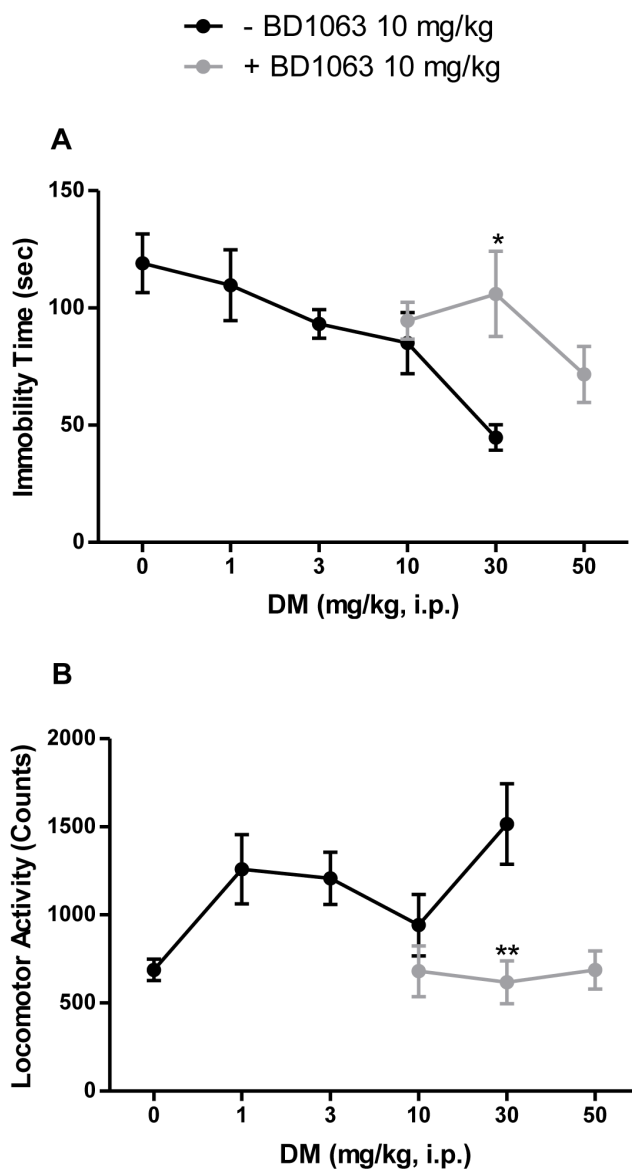 - BD1063 10 mg/kg
+ BD1063 10 mg/kg
A
150
100
50
0
Immobility Time (sec)
*
0 1 3 10 30 50
DM (mg/kg, i.p.)
B
2000
1500
1000
500
0
Locomotor Activity (Counts)
**
0 1 3 10 30 50
DM (mg/kg, i.p.)